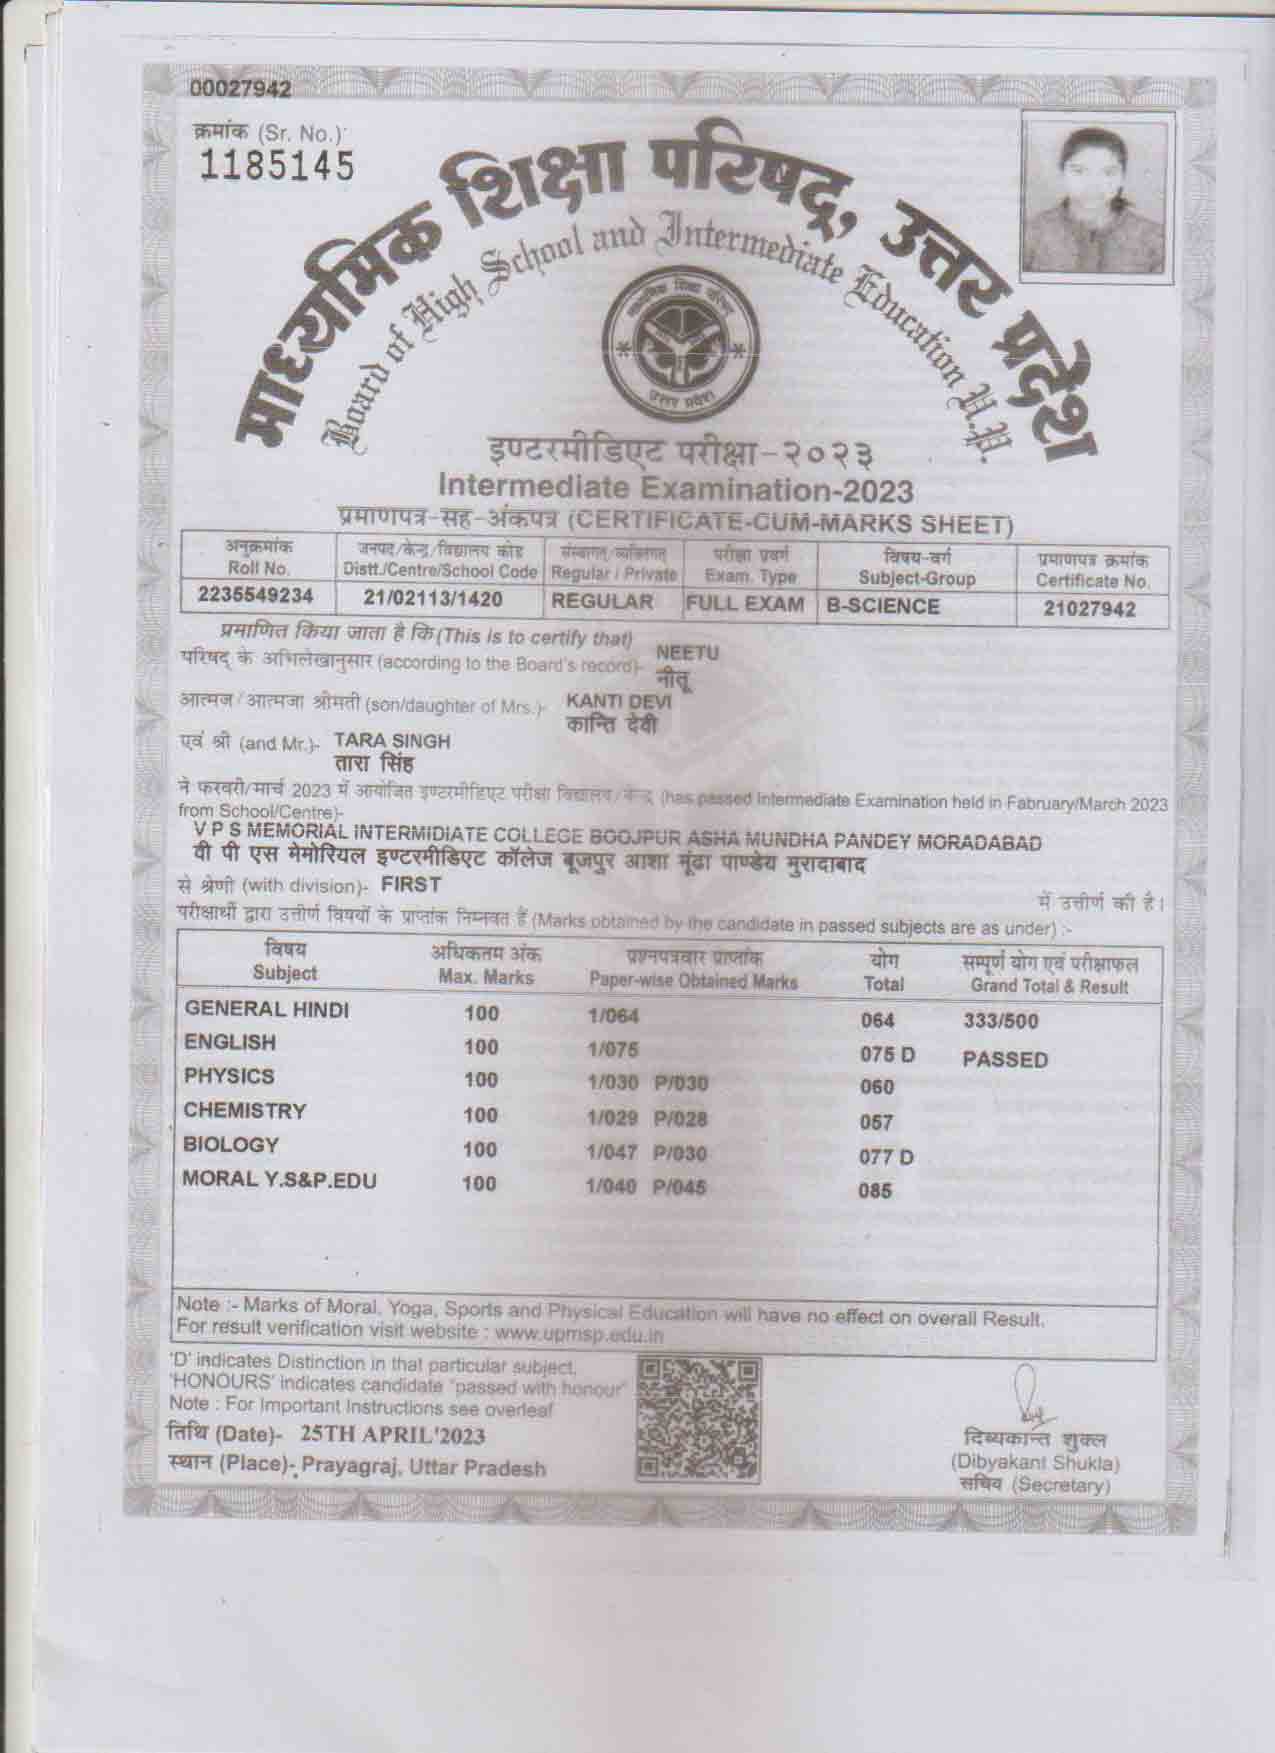 00027942
क्रमांक (Sr. No.)
1185145
माध्यमिक शिक्षा परिषद्, उत्तर प्रदेश
Board of High School and Intermediate Education U.P.
माध्यमिक शिक्षा परिषद्
उत्तर प्रदेश
इण्टरमीडिएट परीक्षा-२०२३
Intermediate Examination-2023
प्रमाणपत्र-सह-अंकपत्र (CERTIFICATE-CUM-MARKS SHEET)
अनुक्रमांक जनपद/केन्द्र/विद्यालय कोड संस्थागत/व्यक्तिगत परीक्षा प्रवर्ग विषय-वर्ग प्रमाणपत्र क्रमांक
Roll No. Distt./Centre/School Code Regular / Private Exam. Type Subject-Group Certificate No.
2235549234 21/02113/1420 REGULAR FULL EXAM B-SCIENCE 21027942
प्रमाणित किया जाता है कि (This is to certify that)
परिषद् के अभिलेखानुसार (according to the Board's record)- NEETU
नीतू
आत्मज/आत्मजा श्रीमती (son/daughter of Mrs.)- KANTI DEVI
कान्ति देवी
एवं श्री (and Mr.)- TARA SINGH
तारा सिंह
ने फरवरी/मार्च 2023 में आयोजित इण्टरमीडिएट परीक्षा विद्यालय/केन्द्र (has passed Intermediate Examination held in Fabruary/March 2023
from School/Centre)-
V P S MEMORIAL INTERMIDIATE COLLEGE BOOJPUR ASHA MUNDHA PANDEY MORADABAD
वी पी एस मेमोरियल इण्टरमीडिएट कॉलेज बूजपुर आशा मूंढा पाण्डेय मुरादाबाद
से श्रेणी (with division)- FIRST में उत्तीर्ण की है।
परीक्षार्थी द्वारा उत्तीर्ण विषयों के प्राप्तांक निम्नवत हैं (Marks obtained by the candidate in passed subjects are as under) :-
विषय अधिकतम अंक प्रश्नपत्रवार प्राप्तांक योग सम्पूर्ण योग एवं परीक्षाफल
Subject Max. Marks Paper-wise Obtained Marks Total Grand Total & Result
GENERAL HINDI 100 1/064 064 333/500
ENGLISH 100 1/075 075 D PASSED
PHYSICS 100 1/030 P/030 060
CHEMISTRY 100 1/029 P/028 057
BIOLOGY 100 1/047 P/030 077 D
MORAL Y.S&P.EDU 100 1/040 P/045 085
Note :- Marks of Moral, Yoga, Sports and Physical Education will have no effect on overall Result.
For result verification visit website : www.upmsp.edu.in
'D' indicates Distinction in that particular subject.
'HONOURS' indicates candidate "passed with honour"
Note : For Important Instructions see overleaf
तिथि (Date)- 25TH APRIL'2023
स्थान (Place)- Prayagraj, Uttar Pradesh
दिब्यकान्त शुक्ल
(Dibyakant Shukla)
सचिव (Secretary)